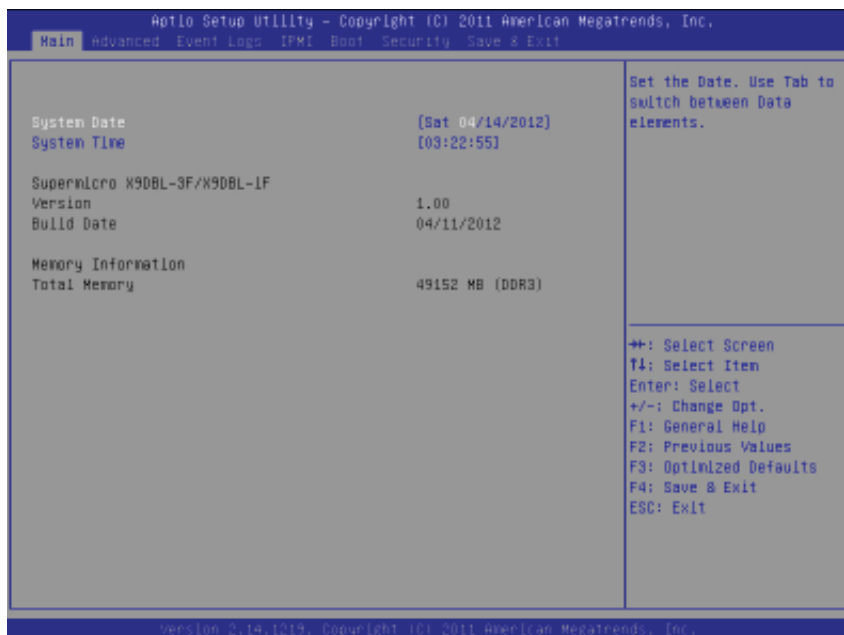 Aptio Setup Utility – Copyright (C) 2011 American Megatrends, Inc.
Main Advanced Event Logs IPMI Boot Security Save & Exit
Set the Date. Use Tab to
switch between Data
elements.
System Date [Sat 04/14/2012]
System Time [03:22:55]
Supermicro X9DBL-3F/X9DBL-iF
Version 1.00
Build Date 04/11/2012
Memory Information
Total Memory 49152 MB (DDR3)
→←: Select Screen
↑↓: Select Item
Enter: Select
+/-: Change Opt.
F1: General Help
F2: Previous Values
F3: Optimized Defaults
F4: Save & Exit
ESC: Exit
Version 2.14.1219. Copyright (C) 2011 American Megatrends, Inc.